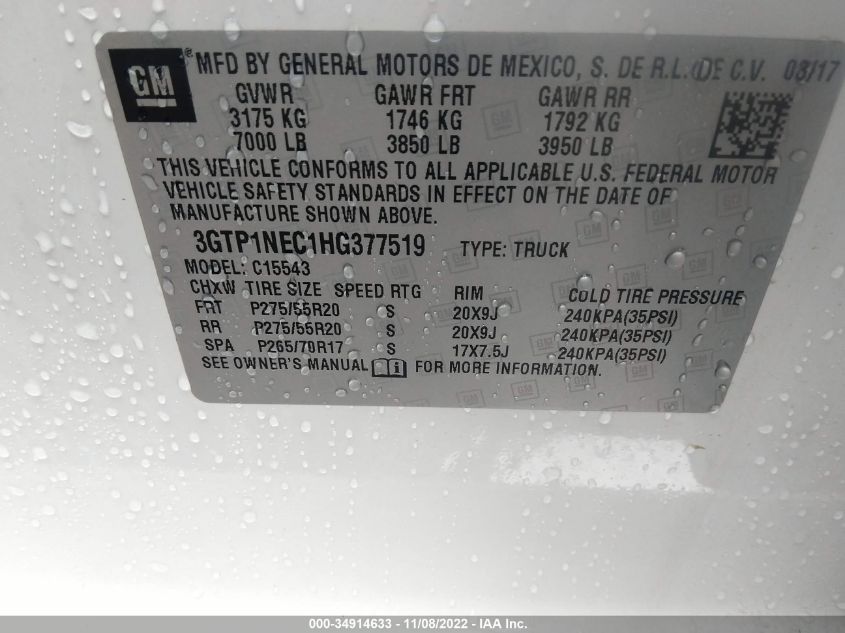 GM
® MFD BY GENERAL MOTORS DE MEXICO, S. DE R.L. DE C.V. 08/17
GVWR GAWR FRT GAWR RR
3175 KG 1746 KG 1792 KG
7000 LB 3850 LB 3950 LB
THIS VEHICLE CONFORMS TO ALL APPLICABLE U.S. FEDERAL MOTOR
VEHICLE SAFETY STANDARDS IN EFFECT ON THE DATE OF
MANUFACTURE SHOWN ABOVE.
3GTP1NEC1HG377519 TYPE: TRUCK
MODEL: C15543
CHXW TIRE SIZE SPEED RTG RIM COLD TIRE PRESSURE
FRT P275/55R20 S 20X9J 240KPA(35PSI)
RR P275/55R20 S 20X9J 240KPA(35PSI)
SPA P265/70R17 S 17X7.5J 240KPA(35PSI)
SEE OWNER'S MANUAL FOR MORE INFORMATION.
000-34914633 - 11/08/2022 - IAA Inc.